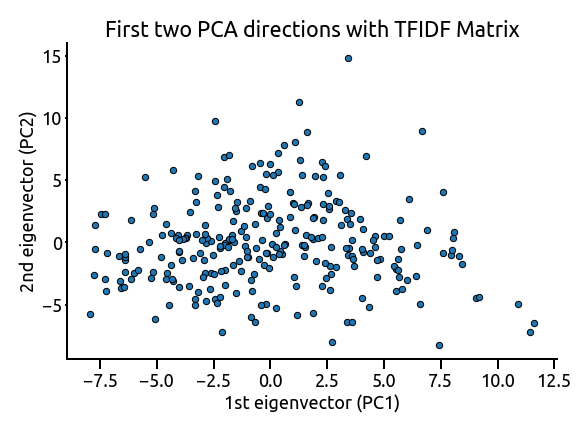 First two PCA directions with TFIDF Matrix
15
10
5
0
−5
2nd eigenvector (PC2)
−7.5 −5.0 −2.5 0.0 2.5 5.0 7.5 10.0 12.5
1st eigenvector (PC1)